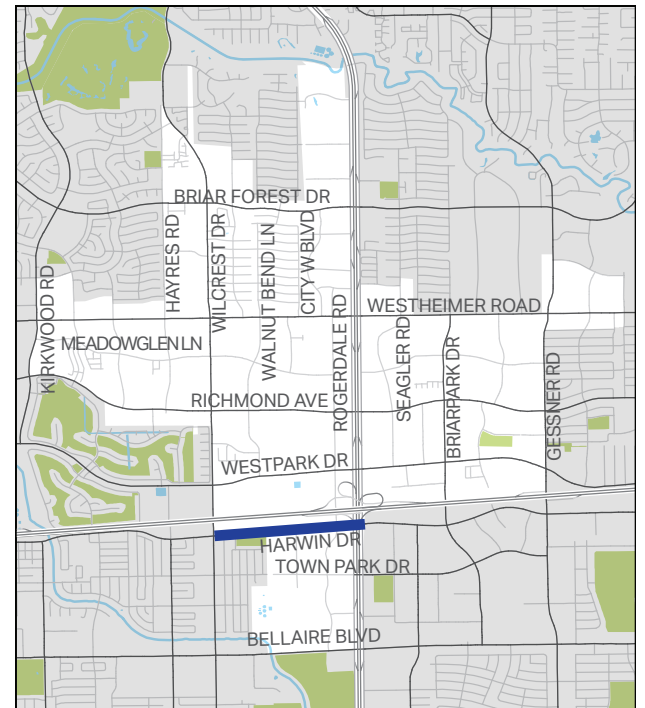 BRIAR FOREST DR
HAYRES RD
WILCREST DR
WALNUT BEND LN
CITY W BLVD
KIRKWOOD RD
WESTHEIMER ROAD
MEADOWGLEN LN
ROGERDALE RD
SEAGLER RD
BRIARPARK DR
GESSNER RD
RICHMOND AVE
WESTPARK DR
HARWIN DR
TOWN PARK DR
BELLAIRE BLVD